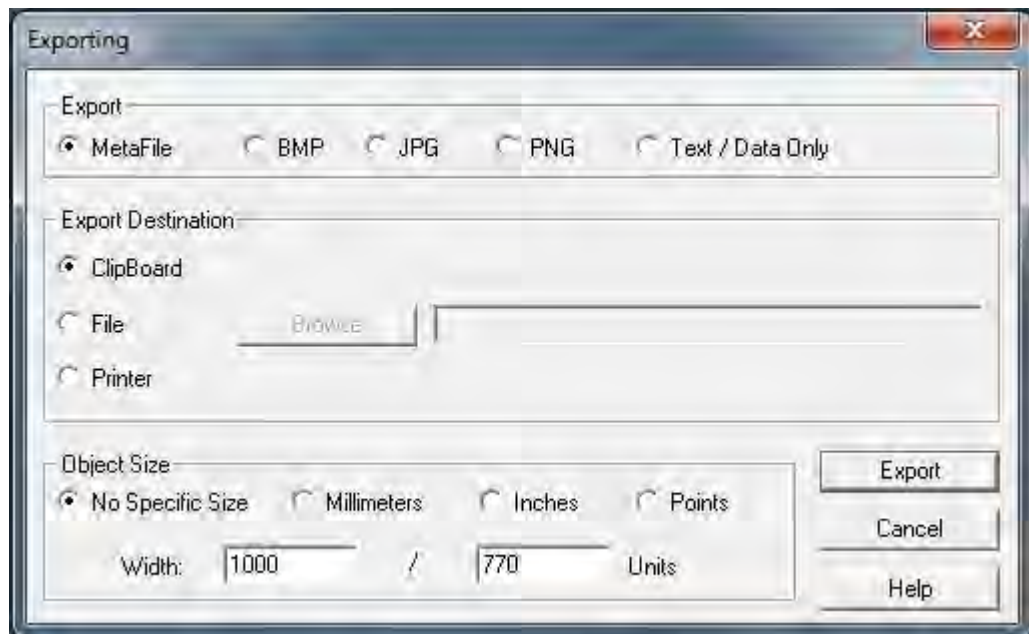 Exporting
Export
MetaFile BMP JPG PNG Text / Data Only
Export Destination
ClipBoard
File Browse
Printer
Object Size
No Specific Size Millimeters Inches Points
Width: 1000 / 770 Units
Export
Cancel
Help